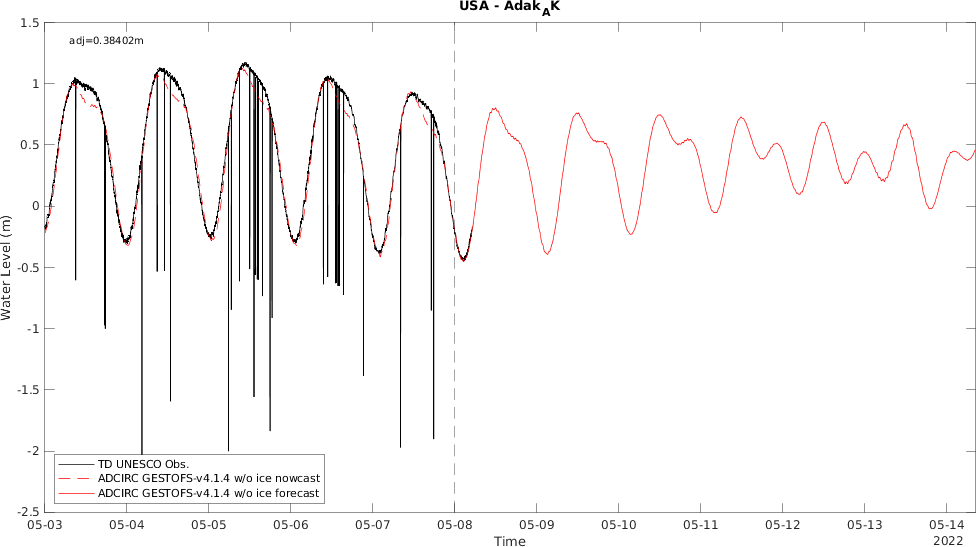 USA - Adak_AK
adj=0.38402m
1.5
1
0.5
0
-0.5
-1
-1.5
-2
-2.5
Water Level (m)
TD UNESCO Obs.
ADCIRC GESTOFS-v4.1.4 w/o ice nowcast
ADCIRC GESTOFS-v4.1.4 w/o ice forecast
05-03 05-04 05-05 05-06 05-07 05-08 05-09 05-10 05-11 05-12 05-13 05-14
Time
2022